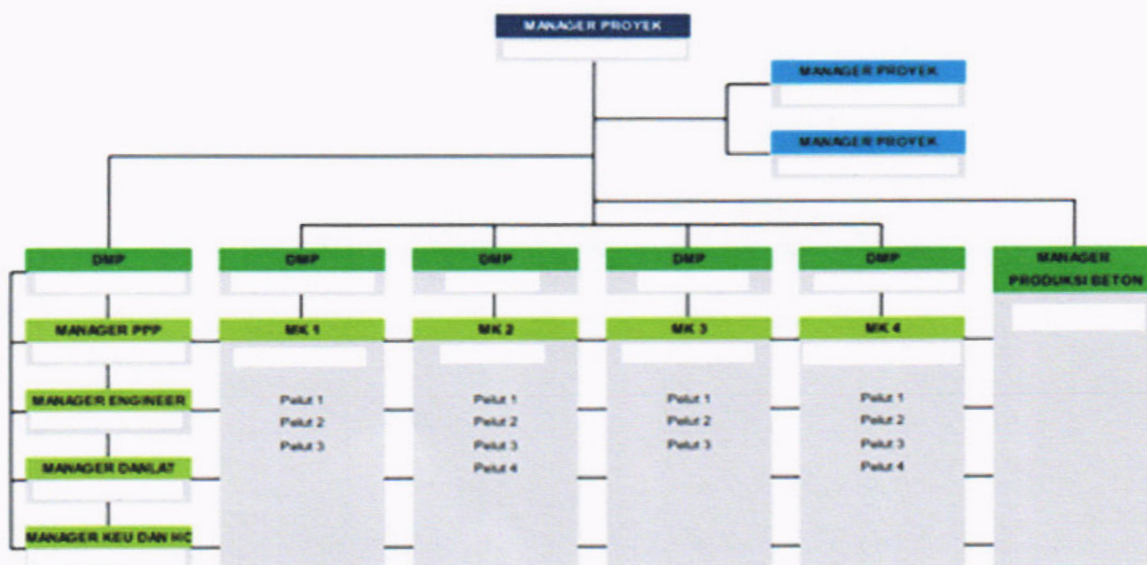 MANAGER PROYEK
MANAGER PROYEK
MANAGER PROYEK
DMP
DMP
DMP
DMP
DMP
MANAGER
PRODUKSI BETON
MANAGER PPP
MK 1
MK 2
MK 3
MK 4
MANAGER ENGINEER
Pelut 1
Pelut 2
Pelut 3
Pelut 1
Pelut 2
Pelut 3
Pelut 4
Pelut 1
Pelut 2
Pelut 3
Pelut 1
Pelut 2
Pelut 3
Pelut 4
MANAGER DANLAT
MANAGER KEU DAN HC